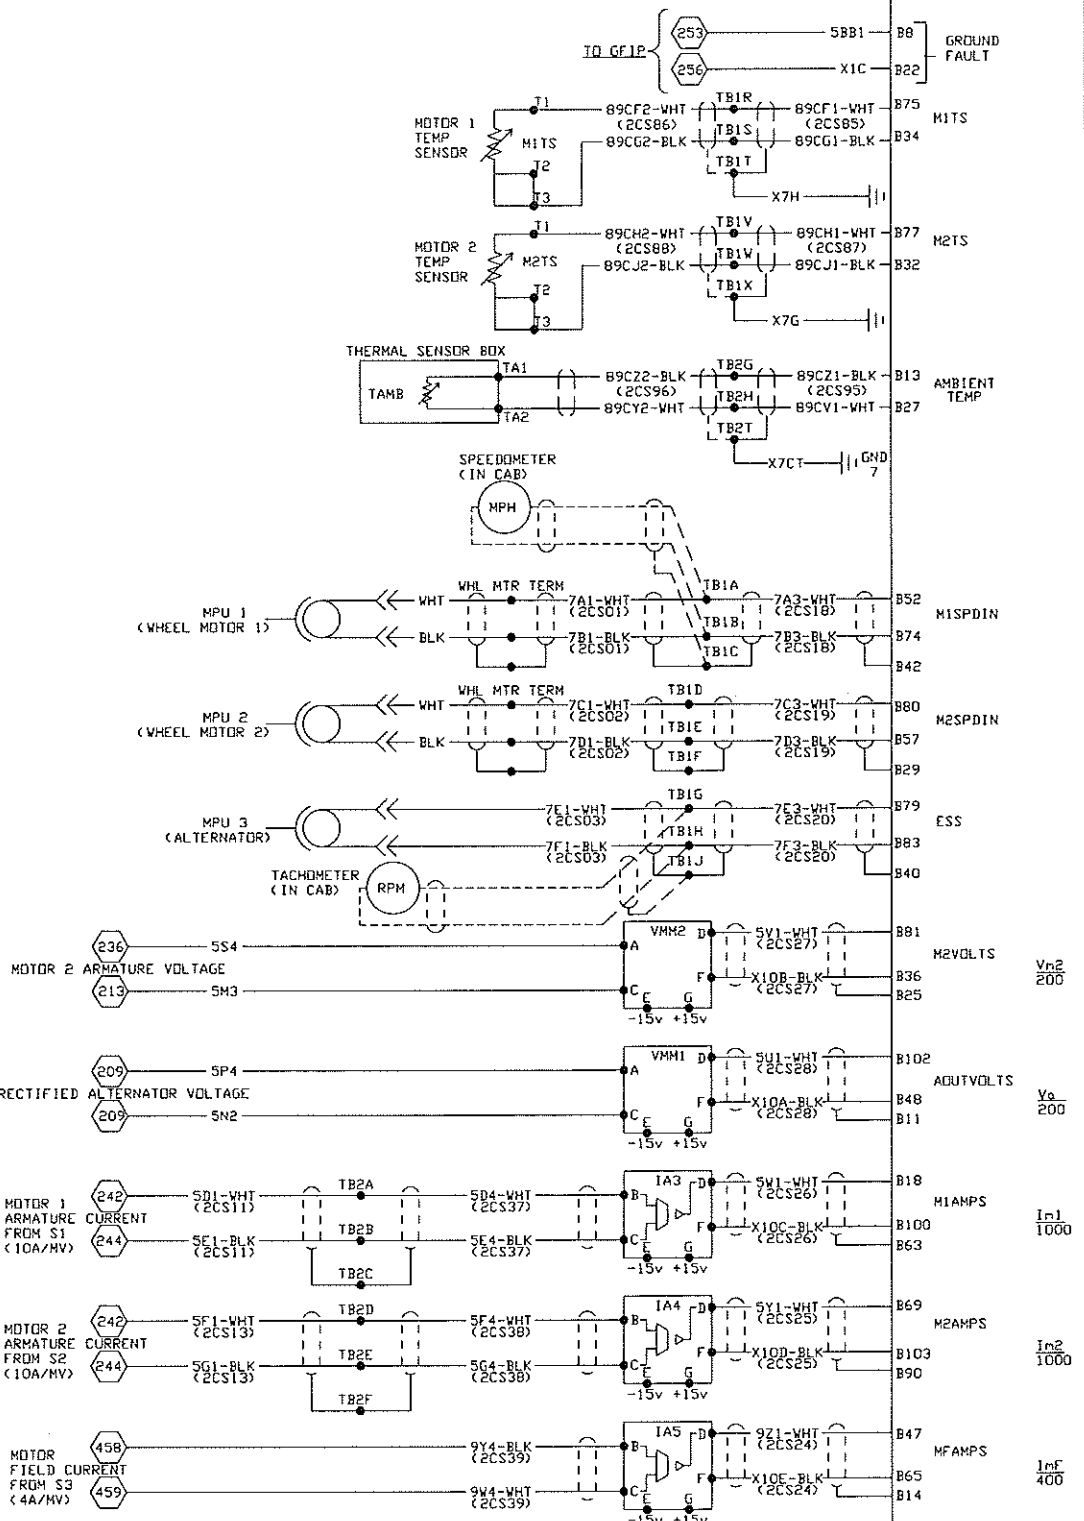 253 5BB1 B8
GROUND
FAULT
TO GF1P
256 X1C B22
T1 89CF2-WHT TB1R 89CF1-WHT B75
MOTOR 1
TEMP
SENSOR
(2CS86) (2CS85)
M1TS
M1TS
89CG2-BLK TB1S 89CG1-BLK B34
T2
TB1T
T3
X7H
T1 89CH2-WHT TB1V 89CH1-WHT B77
MOTOR 2
TEMP
SENSOR
(2CS88) (2CS87)
M2TS
M2TS
89CJ2-BLK TB1W 89CJ1-BLK B32
T2
TB1X
T3
X7G
THERMAL SENSOR BOX
TA1
TAMB
89CZ2-BLK TB2G 89CZ1-BLK B13
(2CS96) (2CS95)
AMBIENT
TEMP
TA2
89CY2-WHT TB2H 89CV1-WHT B27
TB2T
X7CT GND
7
SPEEDOMETER
(IN CAB)
MPH
WHL MTR TERM
TB1A
MPU 1
(WHEEL MOTOR 1)
WHT 7A1-WHT 7A3-WHT B52
(2CS01) (2CS18)
M1SPDIN
TB1B
BLK 7B1-BLK 7B3-BLK B74
(2CS01) (2CS18)
TB1C
B42
WHL MTR TERM
TB1D
MPU 2
(WHEEL MOTOR 2)
WHT 7C1-WHT 7C3-WHT B80
(2CS02) (2CS19)
M2SPDIN
TB1E
BLK 7D1-BLK 7D3-BLK B57
(2CS02) (2CS19)
TB1F
B29
TB1G
MPU 3
(ALTERNATOR)
7E1-WHT 7E3-WHT B79
(2CS03) (2CS20)
ESS
TB1H
7F1-BLK 7F3-BLK B83
(2CS03) (2CS20)
TB1J
B40
TACHOMETER
(IN CAB)
RPM
236 5S4 A VMM2 D 5V1-WHT B81
(2CS27)
MOTOR 2 ARMATURE VOLTAGE
M2VOLTS
Vm2
200
213 5M3 C F X10B-BLK B36
(2CS27)
B25
E G
-15v +15v
209 5P4 A VMM1 D 5U1-WHT B102
(2CS28)
RECTIFIED ALTERNATOR VOLTAGE
AOUTVOLTS
Va
200
209 5N2 C F X10A-BLK B48
(2CS28)
B11
E G
-15v +15v
MOTOR 1
ARMATURE CURRENT
FROM S1
(10A/MV)
242 5D1-WHT TB2A 5D4-WHT B IA3 D 5W1-WHT B18
(2CS11) (2CS37) (2CS26)
M1AMPS
Im1
1000
244 5E1-BLK TB2B 5E4-BLK C F X10C-BLK B100
(2CS11) (2CS37) (2CS26)
B63
TB2C
E G
-15v +15v
MOTOR 2
ARMATURE CURRENT
FROM S2
(10A/MV)
242 5F1-WHT TB2D 5F4-WHT B IA4 D 5Y1-WHT B69
(2CS13) (2CS38) (2CS25)
M2AMPS
Im2
1000
244 5G1-BLK TB2E 5G4-BLK C F X10D-BLK B103
(2CS13) (2CS38) (2CS25)
B90
TB2F
E G
-15v +15v
MOTOR
FIELD CURRENT
FROM S3
(4A/MV)
458 9Y4-BLK B IA5 D 9Z1-WHT B47
(2CS39) (2CS24)
MFAMPS
ImF
400
459 9W4-WHT C F X10E-BLK B65
(2CS39) (2CS24)
B14
E G
-15v +15v